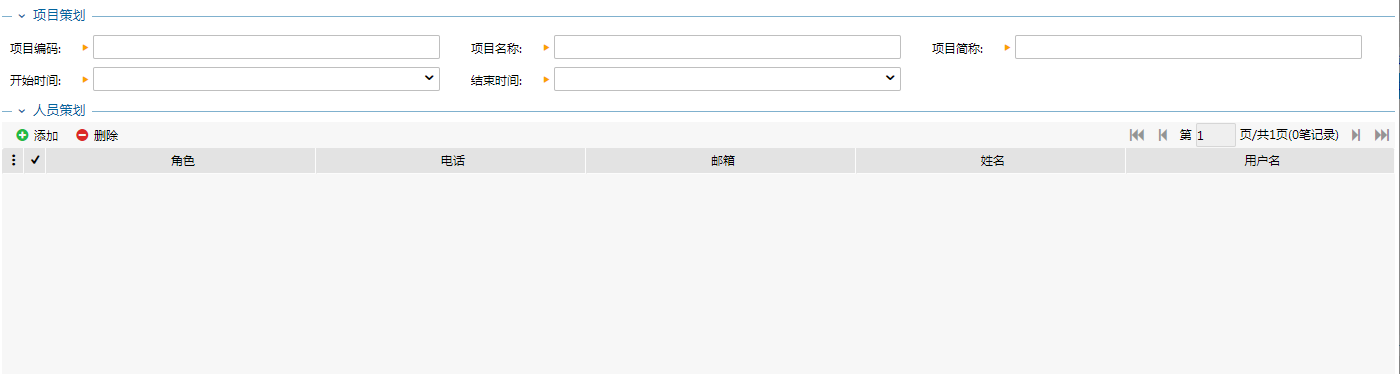 项目策划
项目编码: 项目名称: 项目简称:
开始时间: 结束时间:
人员策划
添加 删除 第 1 页/共1页(0笔记录)
角色 电话 邮箱 姓名 用户名